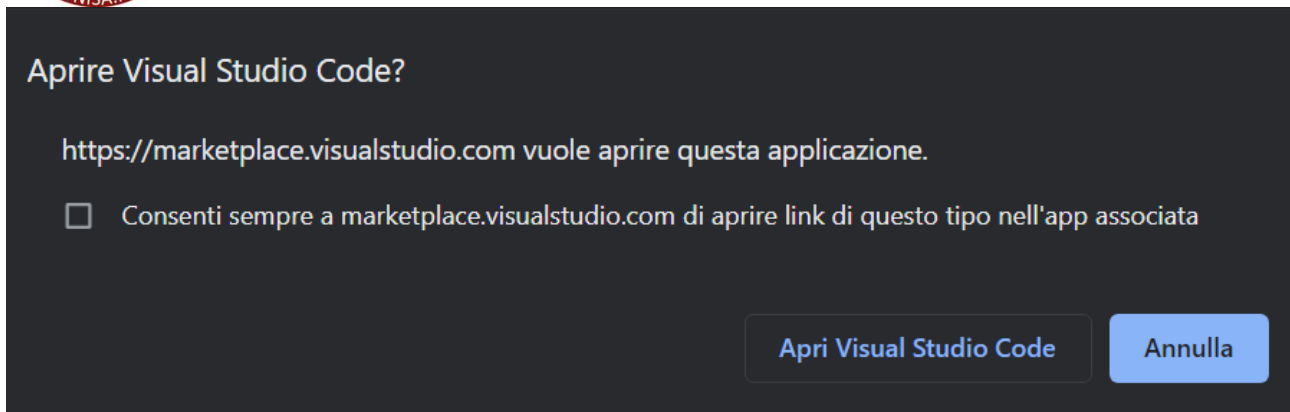 Aprire Visual Studio Code?
https://marketplace.visualstudio.com vuole aprire questa applicazione.
Consenti sempre a marketplace.visualstudio.com di aprire link di questo tipo nell'app associata
Apri Visual Studio Code
Annulla